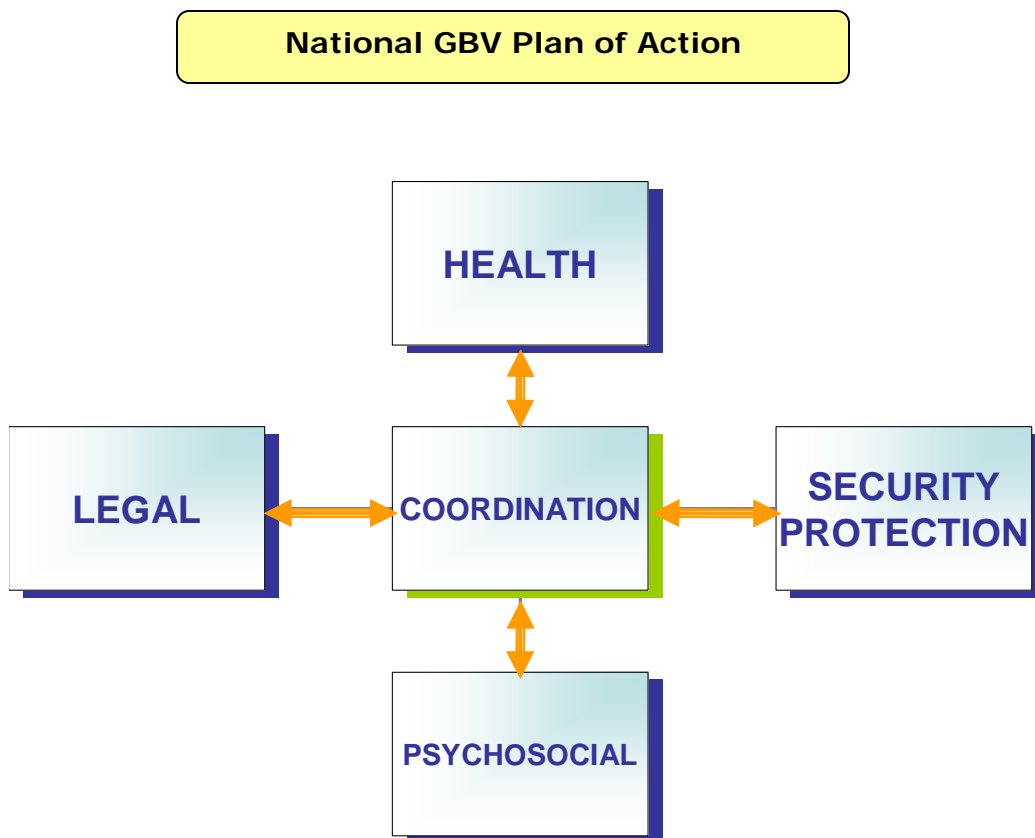 National GBV Plan of Action
HEALTH
LEGAL
COORDINATION
SECURITY
PROTECTION
PSYCHOSOCIAL